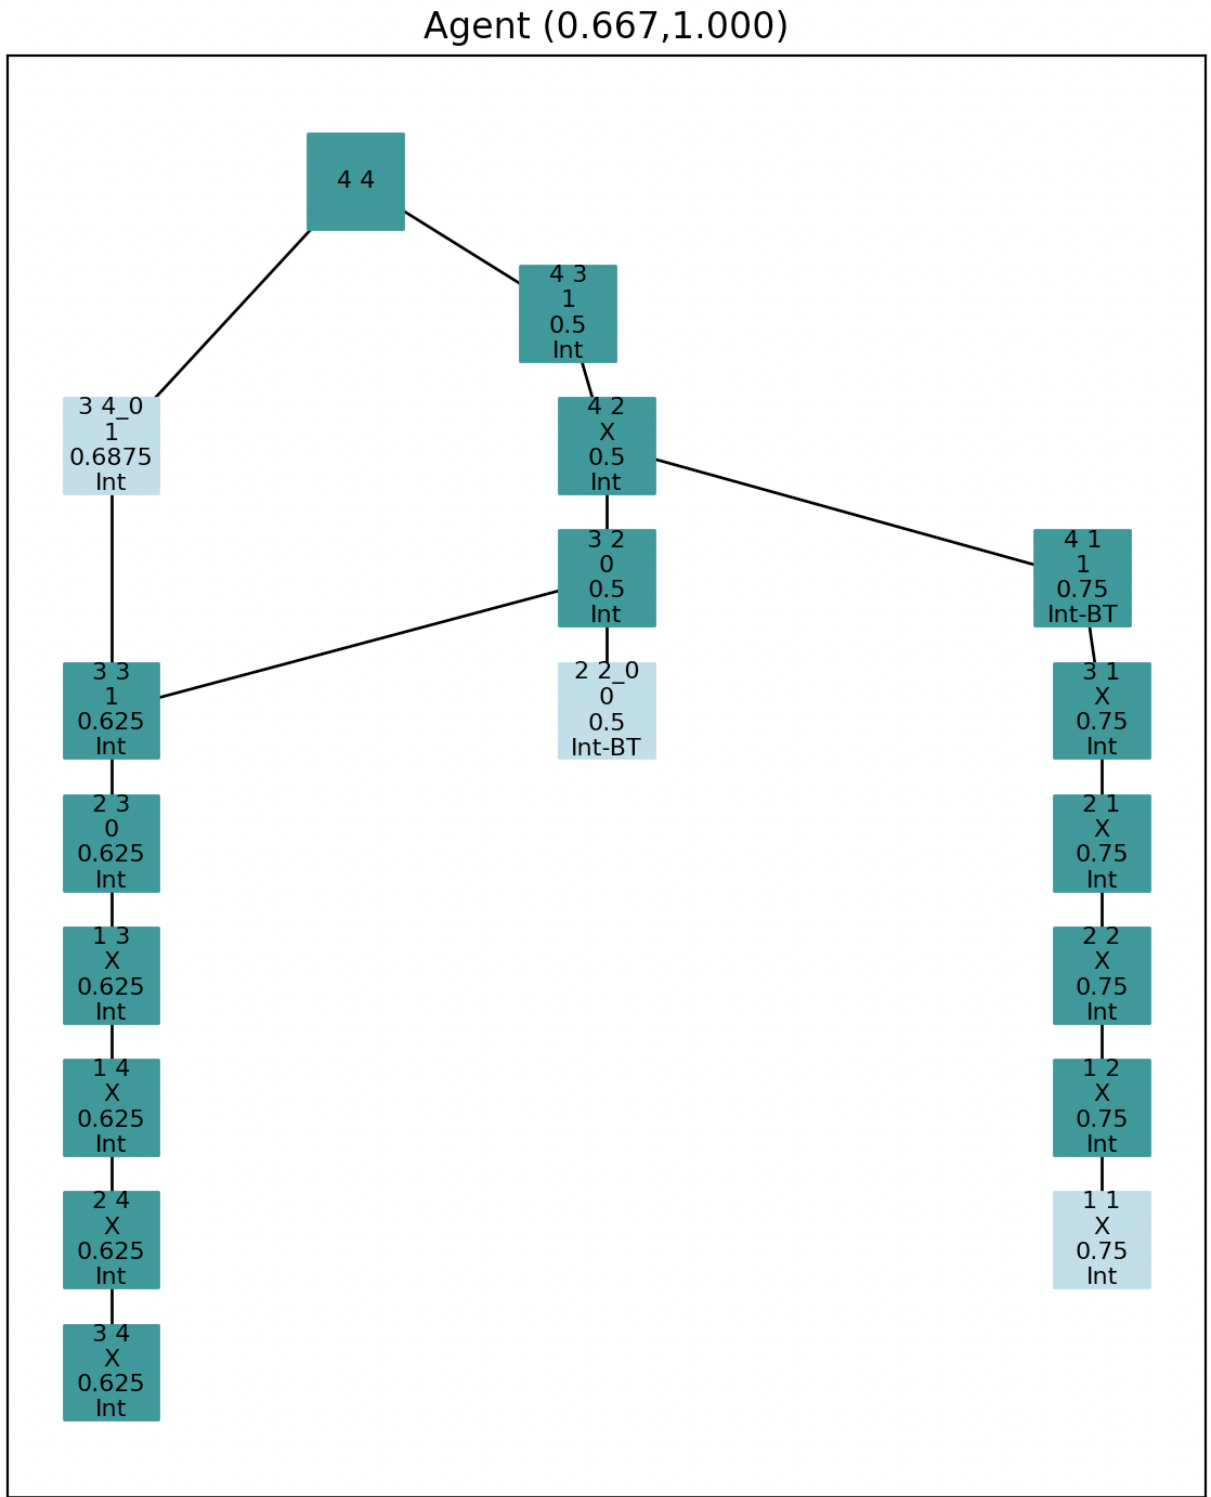 Agent (0.667,1.000)
4 4
4 3
1
0.5
Int
3 4_0
1
0.6875
Int
4 2
X
0.5
Int
3 2
0
0.5
Int
4 1
1
0.75
Int-BT
3 3
1
0.625
Int
2 2_0
0
0.5
Int-BT
3 1
X
0.75
Int
2 3
0
0.625
Int
2 1
X
0.75
Int
1 3
X
0.625
Int
2 2
X
0.75
Int
1 4
X
0.625
Int
1 2
X
0.75
Int
2 4
X
0.625
Int
1 1
X
0.75
Int
3 4
X
0.625
Int